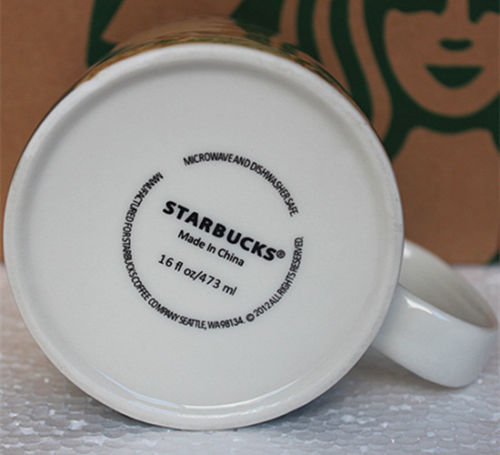 MICROWAVE AND DISHWASHER SAFE
STARBUCKS®
Made In China
16 fl oz/473 ml
MANUFACTURED FOR STARBUCKS COFFEE COMPANY SEATTLE, WA 98134. © 2012 ALL RIGHTS RESERVED.